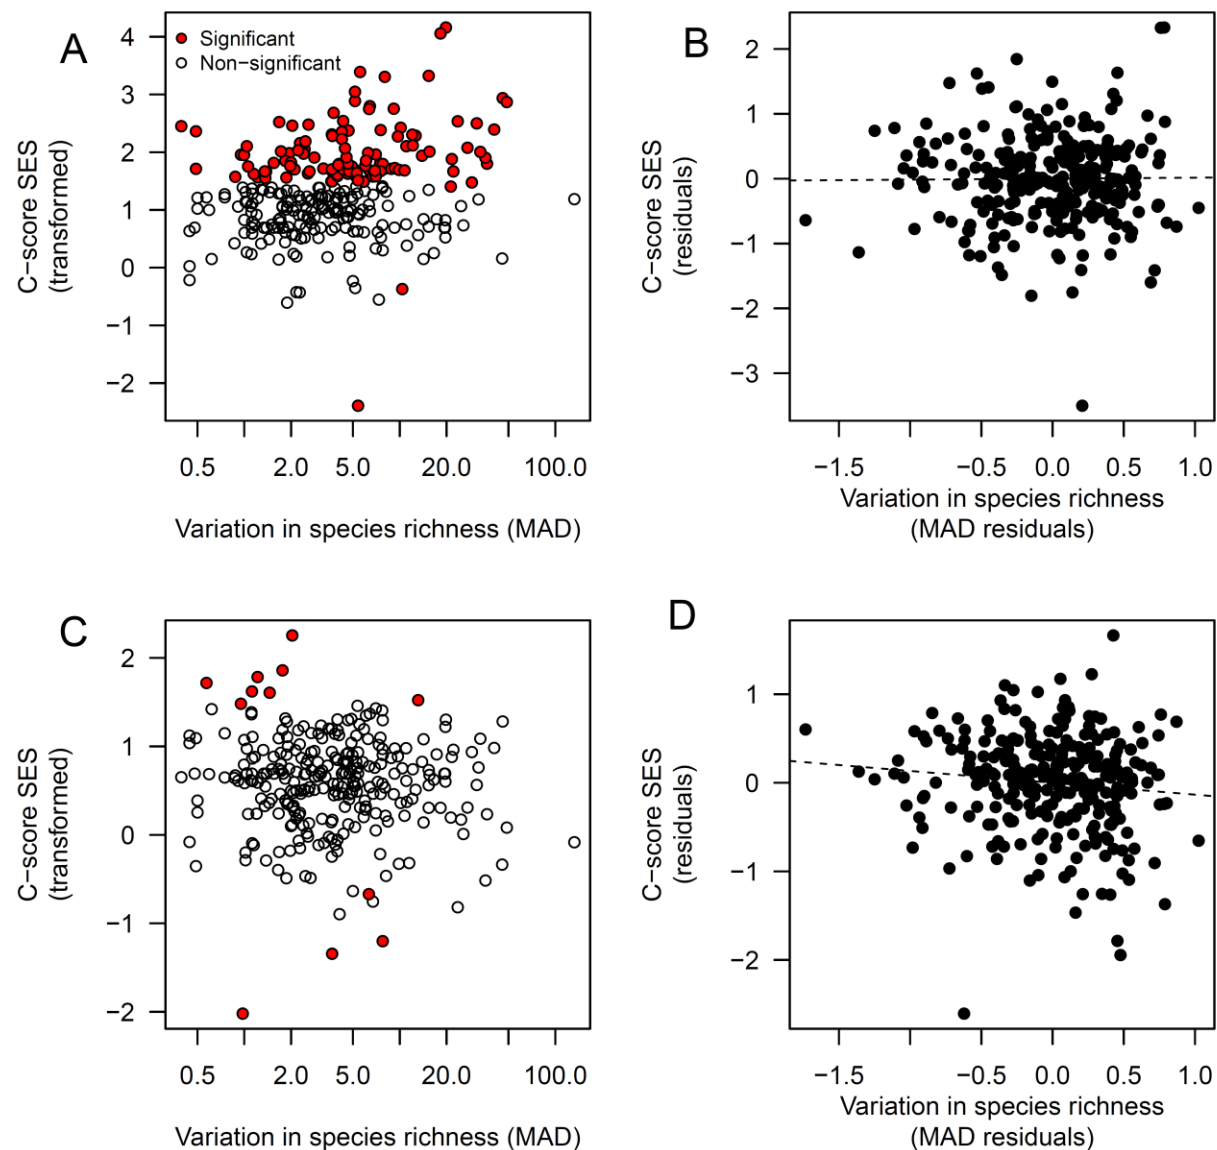 A
Significant
Non−significant
4
3
2
1
0
−1
−2
C−score SES
(transformed)
0.5 2.0 5.0 20.0 100.0
Variation in species richness (MAD)
B
2
1
0
−1
−2
−3
C−score SES
(residuals)
−1.5 −0.5 0.0 0.5 1.0
Variation in species richness
(MAD residuals)
C
2
1
0
−1
−2
C−score SES
(transformed)
0.5 2.0 5.0 20.0 100.0
Variation in species richness (MAD)
D
1
0
−1
−2
C−score SES
(residuals)
−1.5 −0.5 0.0 0.5 1.0
Variation in species richness
(MAD residuals)